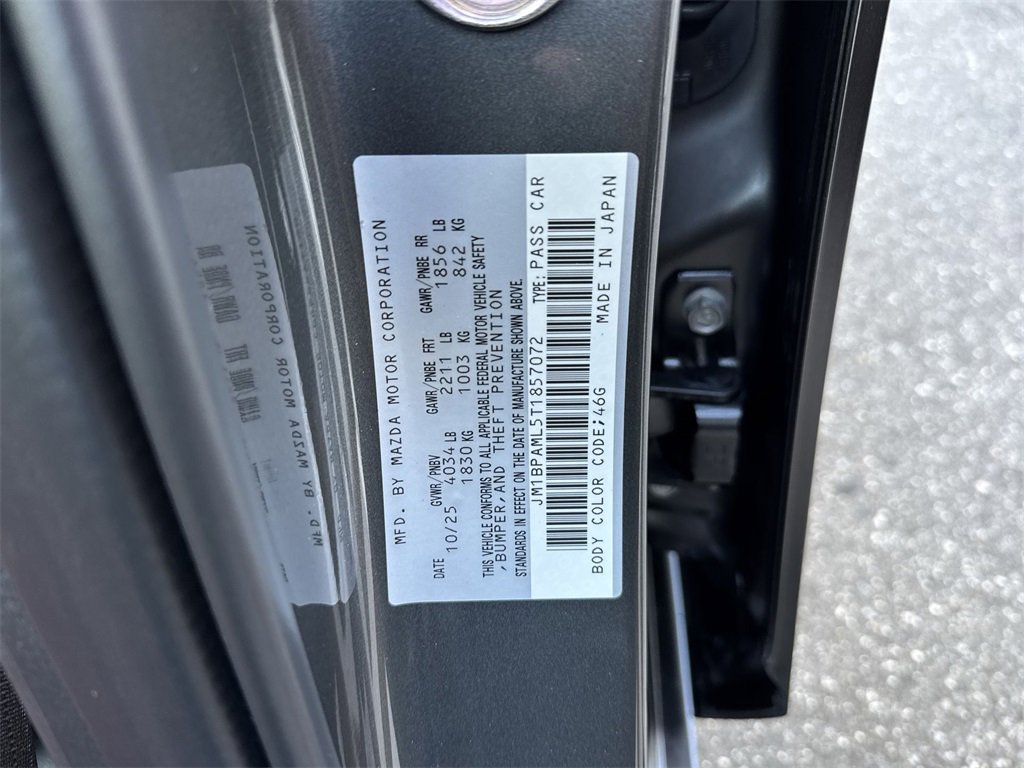 MFD. BY MAZDA MOTOR CORPORATION
DATE GVWR/PNBV GAWR/PNBE FRT GAWR/PNBE RR
10/25 4034 LB 2211 LB 1856 LB
1830 KG 1003 KG 842 KG
THIS VEHICLE CONFORMS TO ALL APPLICABLE FEDERAL MOTOR VEHICLE SAFETY
,BUMPER, AND THEFT PREVENTION
STANDARDS IN EFFECT ON THE DATE OF MANUFACTURE SHOWN ABOVE.
JM1BPAML5T1857072 TYPE: PASS CAR
BODY COLOR CODE;46G MADE IN JAPAN
MFD. BY MAZDA MOTOR CORPORATION